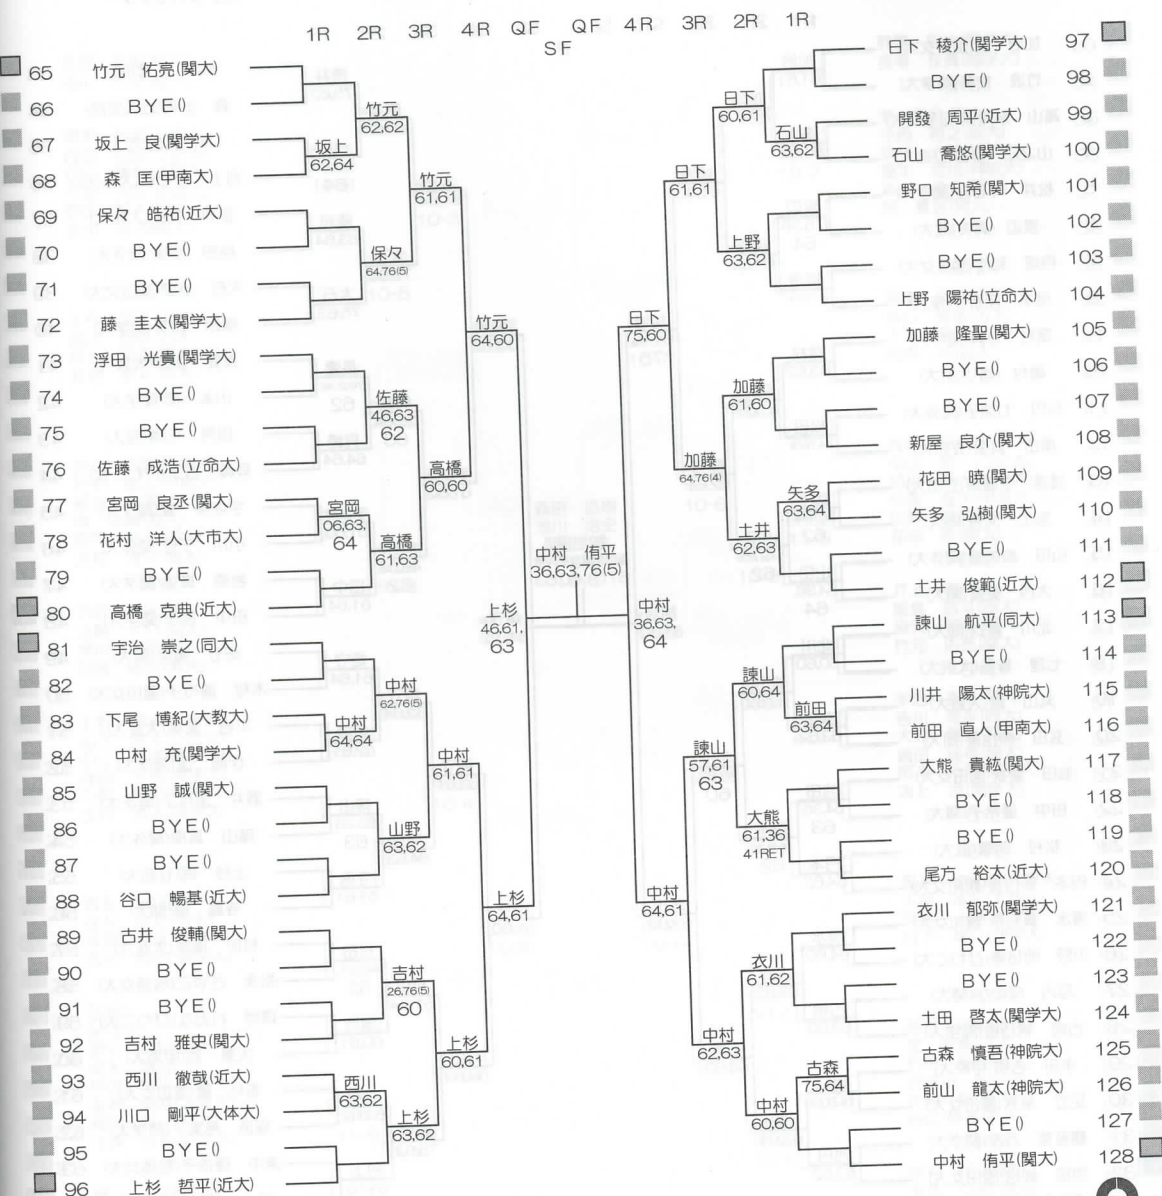 1R 2R 3R 4R QF SF QF 4R 3R 2R 1R
65 竹元 佑亮(関大)
66 BYE()
67 坂上 良(関学大)
68 森 匡(甲南大)
69 保々 皓祐(近大)
70 BYE()
71 BYE()
72 藤 圭太(関学大)
73 浮田 光貴(関学大)
74 BYE()
75 BYE()
76 佐藤 成浩(立命大)
77 宮岡 良丞(関大)
78 花村 洋人(大市大)
79 BYE()
80 高橋 克典(近大)
81 宇治 崇之(同大)
82 BYE()
83 下尾 博紀(大教大)
84 中村 充(関学大)
85 山野 誠(関大)
86 BYE()
87 BYE()
88 谷口 暢基(近大)
89 古井 俊輔(関大)
90 BYE()
91 BYE()
92 吉村 雅史(関大)
93 西川 徹哉(近大)
94 川口 剛平(大体大)
95 BYE()
96 上杉 哲平(近大)
坂上
62,64
宮岡
06,63,
64
中村
64,64
西川
63,62
竹元
62,62
保々
64,76(5)
佐藤
46,63
62
高橋
61,63
中村
62,76(5)
山野
63,62
吉村
26,76(5)
60
上杉
63,62
竹元
61,61
高橋
60,60
中村
61,61
上杉
60,61
竹元
64,60
上杉
64,61
上杉
46,61,
63
中村 侑平
36,63,76(5)
中村
36,63,
64
日下
75,60
中村
64,61
日下
61,61
加藤
64,76(4)
諫山
57,61
63
中村
62,63
日下
60,61
上野
63,62
加藤
61,60
土井
62,63
諫山
60,64
大熊
61,36
41RET
衣川
61,62
中村
60,60
石山
63,62
矢多
63,64
前田
63,64
古森
75,64
日下 稜介(関学大) 97
BYE() 98
開發 周平(近大) 99
石山 喬悠(関学大) 100
野口 知希(関大) 101
BYE() 102
BYE() 103
上野 陽祐(立命大) 104
加藤 隆聖(関大) 105
BYE() 106
BYE() 107
新屋 良介(関大) 108
花田 暁(関大) 109
矢多 弘樹(関大) 110
BYE() 111
土井 俊範(近大) 112
諫山 航平(同大) 113
BYE() 114
川井 陽太(神院大) 115
前田 直人(甲南大) 116
大熊 貴紘(関大) 117
BYE() 118
BYE() 119
尾方 裕太(近大) 120
衣川 郁弥(関学大) 121
BYE() 122
BYE() 123
土田 啓太(関学大) 124
古森 慎吾(神院大) 125
前山 龍太(神院大) 126
BYE() 127
中村 侑平(関大) 128